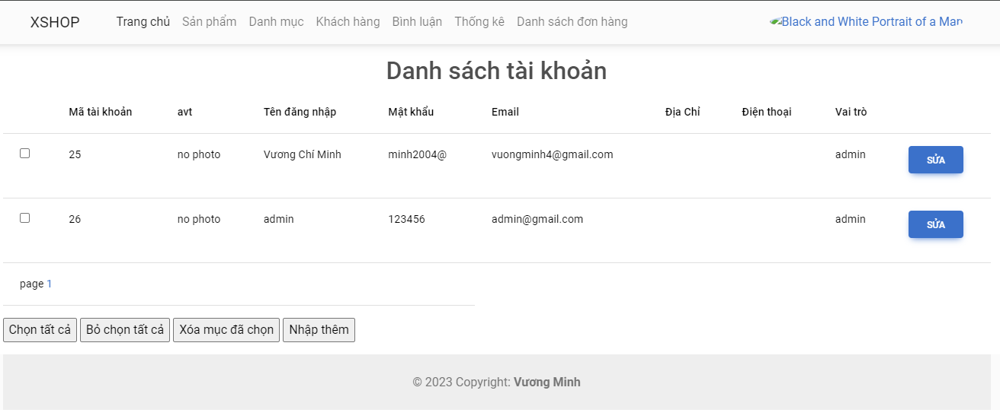 XSHOP Trang chủ Sản phẩm Danh mục Khách hàng Bình luận Thống kê Danh sách đơn hàng Black and White Portrait of a Man
Danh sách tài khoản
Mã tài khoản avt Tên đăng nhập Mật khẩu Email Địa Chỉ Điện thoại Vai trò
25 no photo Vương Chí Minh minh2004@ vuongminh4@gmail.com admin SỬA
26 no photo admin 123456 admin@gmail.com admin SỬA
page 1
Chọn tất cả Bỏ chọn tất cả Xóa mục đã chọn Nhập thêm
© 2023 Copyright: Vương Minh